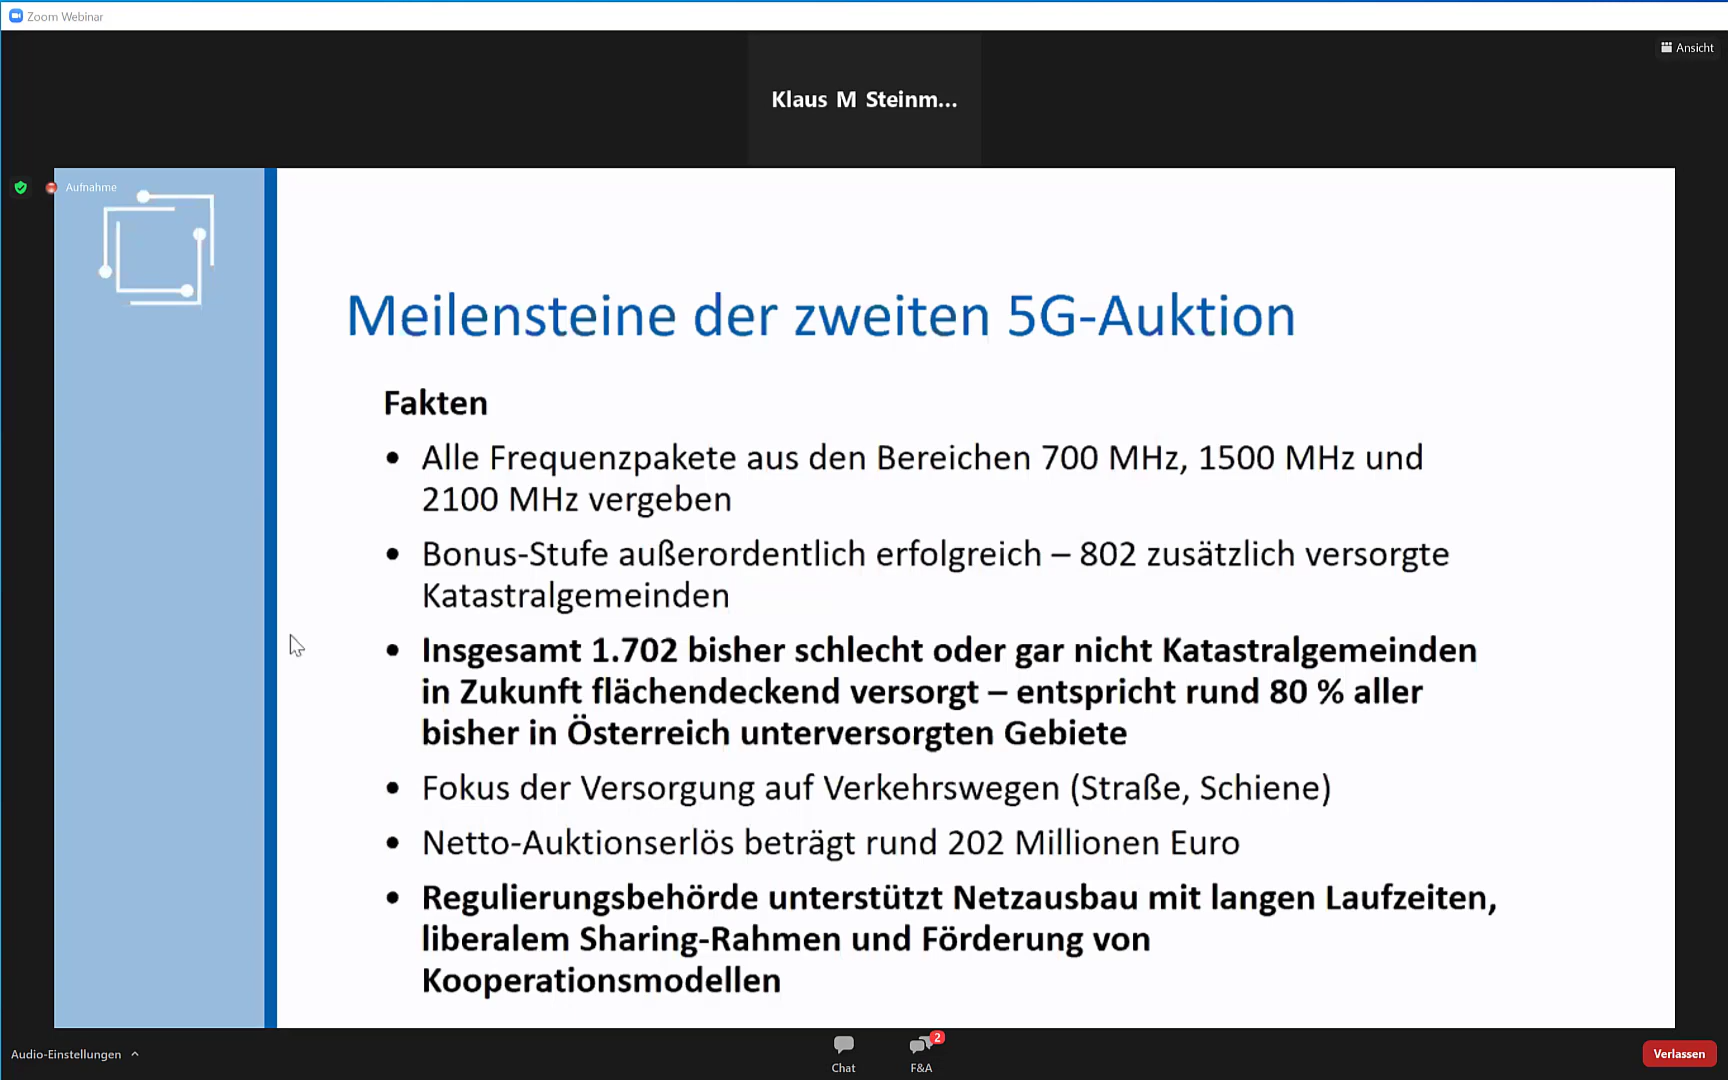 Zoom Webinar
Ansicht
Klaus M Steinm...
Aufnahme
Meilensteine der zweiten 5G-Auktion
Fakten
• Alle Frequenzpakete aus den Bereichen 700 MHz, 1500 MHz und
2100 MHz vergeben
• Bonus-Stufe außerordentlich erfolgreich – 802 zusätzlich versorgte
Katastralgemeinden
• Insgesamt 1.702 bisher schlecht oder gar nicht Katastralgemeinden
in Zukunft flächendeckend versorgt – entspricht rund 80 % aller
bisher in Österreich unterversorgten Gebiete
• Fokus der Versorgung auf Verkehrswegen (Straße, Schiene)
• Netto-Auktionserlös beträgt rund 202 Millionen Euro
• Regulierungsbehörde unterstützt Netzausbau mit langen Laufzeiten,
liberalem Sharing-Rahmen und Förderung von
Kooperationsmodellen
Audio-Einstellungen
Chat
2
F&A
Verlassen